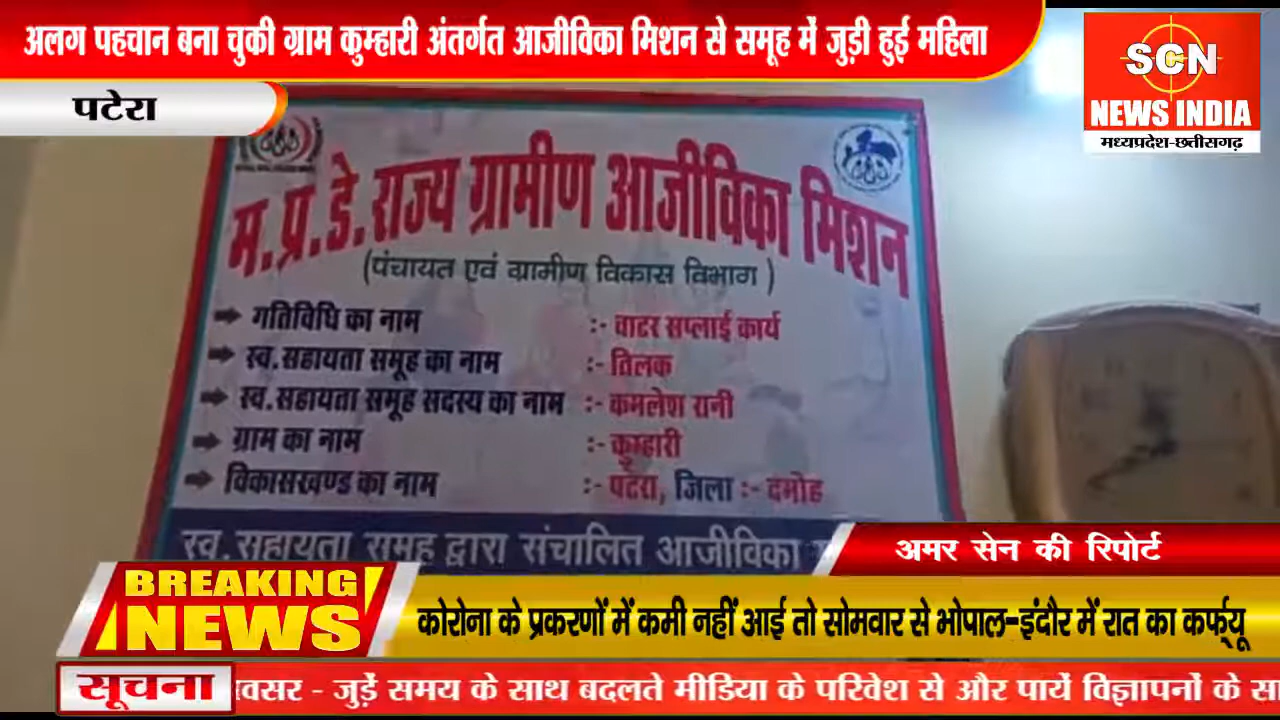 अलग पहचान बना चुकी ग्राम कुम्हारी अंतर्गत आजीविका मिशन से समूह में जुड़ी हुई महिला
SCN
NEWS INDIA
मध्यप्रदेश-छत्तीसगढ़
पटेरा
म.प्र.डे.राज्य ग्रामीण आजीविका मिशन
(पंचायत एवं ग्रामीण विकास विभाग)
गतिविधि का नाम :- वाटर सप्लाई कार्य
स्व.सहायता समूह का नाम :- तिलक
स्व.सहायता समूह सदस्य का नाम :- कमलेश रानी
ग्राम का नाम :- कुम्हारी
विकासखण्ड का नाम :- पटेरा, जिला :- दमोह
स्व.सहायता समूह द्वारा संचालित आजीविका
अमर सेन की रिपोर्ट
BREAKING
NEWS
कोरोना के प्रकरणों में कमी नहीं आई तो सोमवार से भोपाल-इंदौर में रात का कर्फ्यू
सूचना
वसर - जुड़ें समय के साथ बदलते मीडिया के परिवेश से और पायें विज्ञापनों के सा